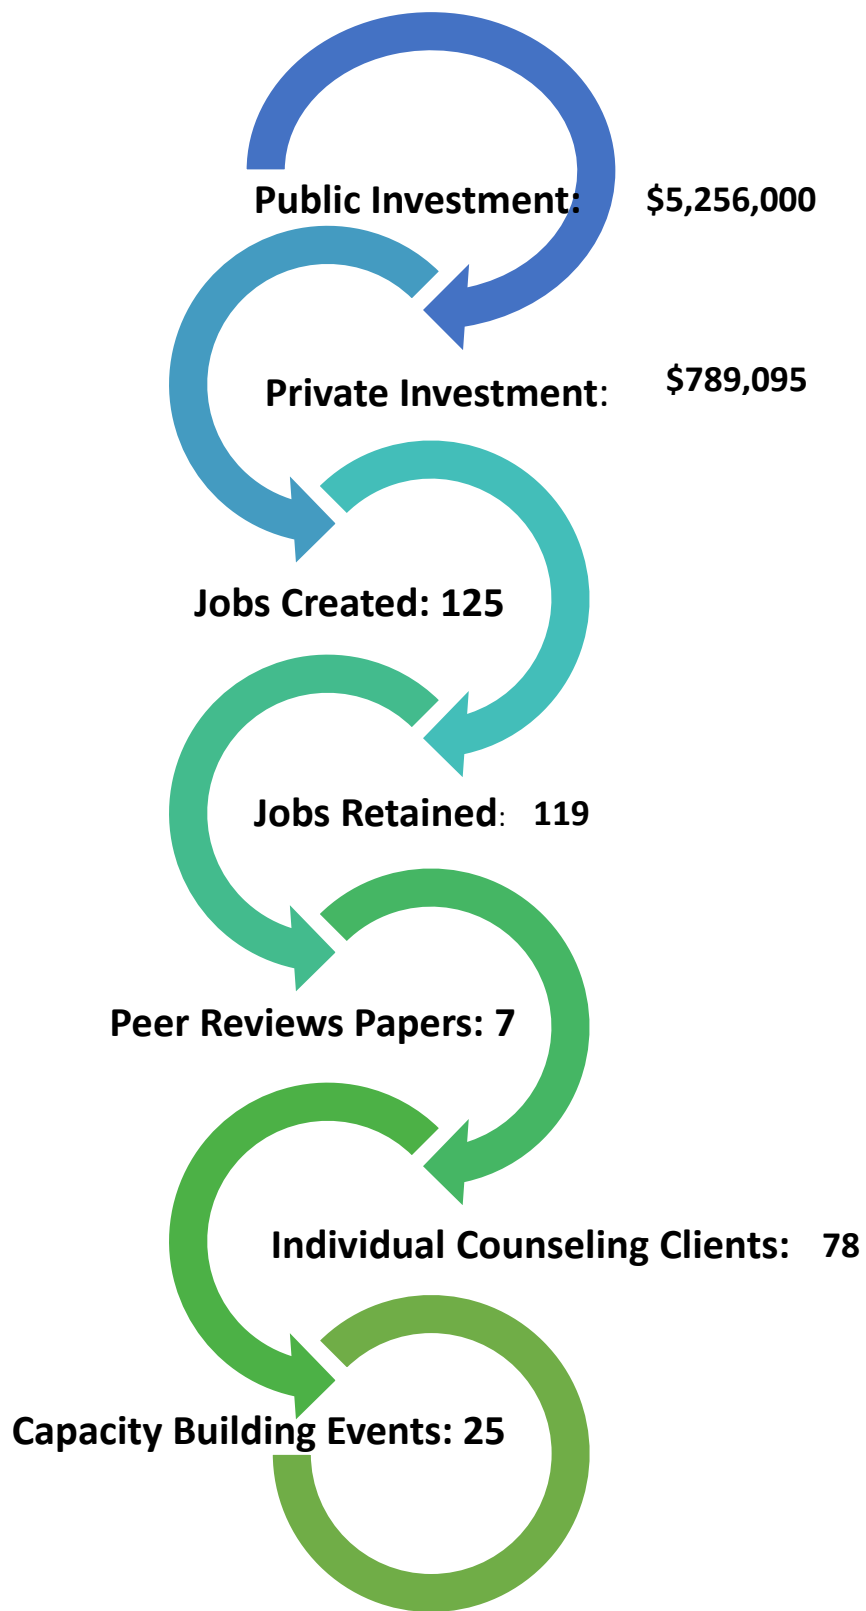 Public Investment: $5,256,000
Private Investment: $789,095
Jobs Created: 125
Jobs Retained: 119
Peer Reviews Papers: 7
Individual Counseling Clients: 78
Capacity Building Events: 25